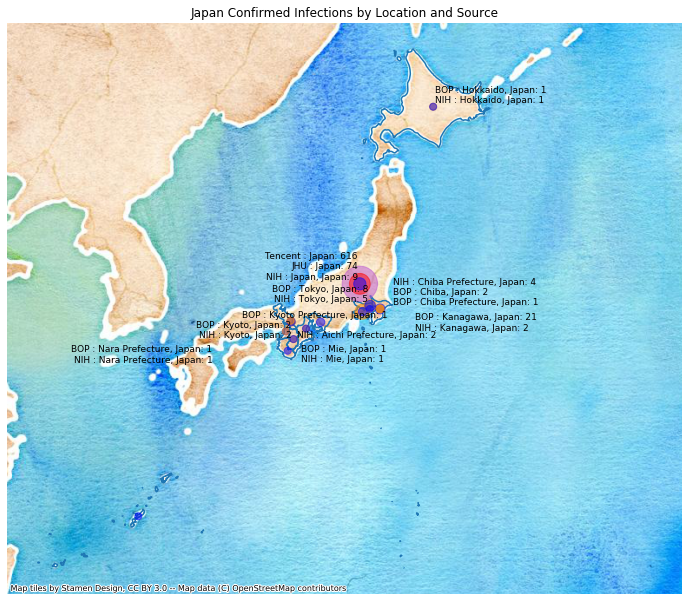 Japan Confirmed Infections by Location and Source
BOP : Hokkaido, Japan: 1
NIH : Hokkaido, Japan: 1
Tencent : Japan: 616
JHU : Japan: 74
NIH : Japan, Japan: 9
BOP : Tokyo, Japan: 8
NIH : Tokyo, Japan: 5
NIH : Chiba Prefecture, Japan: 4
BOP : Chiba, Japan: 2
BOP : Chiba Prefecture, Japan: 1
BOP : Kanagawa, Japan: 21
NIH : Kanagawa, Japan: 2
BOP : Kyoto Prefecture, Japan: 1
BOP : Kyoto, Japan: 2
NIH : Kyoto, Japan: 2
NIH : Aichi Prefecture, Japan: 2
BOP : Nara Prefecture, Japan: 1
NIH : Nara Prefecture, Japan: 1
BOP : Mie, Japan: 1
NIH : Mie, Japan: 1
Map tiles by Stamen Design, CC BY 3.0 -- Map data (C) OpenStreetMap contributors